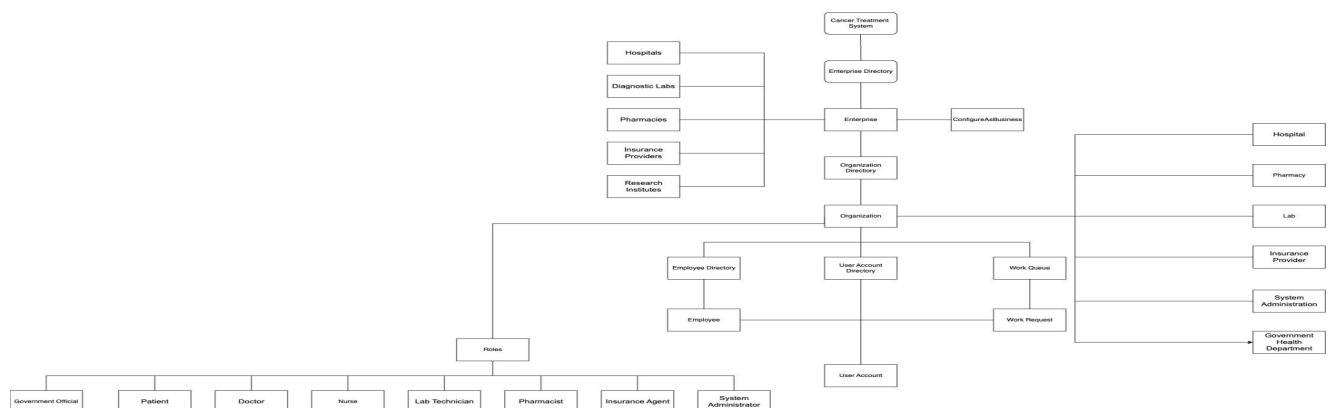 Cancer Treatment
System
Hospitals
Enterprise Directory
Diagnostic Labs
Pharmacies
Enterprise
ConfigureAsBusiness
Hospital
Insurance
Providers
Organization
Directory
Pharmacy
Research
Institutes
Organization
Lab
Employee Directory
User Account
Directory
Work Queue
Insurance
Provider
System
Administration
Employee
Work Request
Government
Health
Department
Roles
User Account
Government Official
Patient
Doctor
Nurse
Lab Technician
Pharmacist
Insurance Agent
System
Administrator